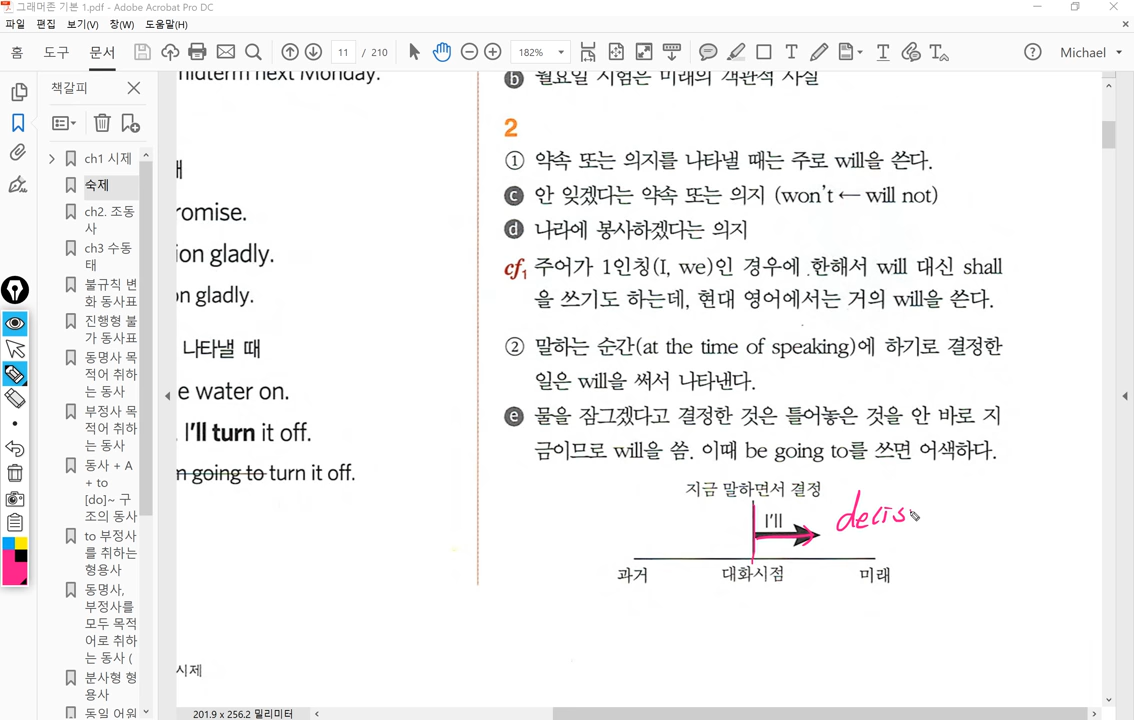 그래머존 기본 1.pdf - Adobe Acrobat Pro DC
파일 편집 보기(V) 창(W) 도움말(H)
홈 도구 문서 11 / 210 182% Michael
책갈피
ch1 시제
숙제
ch2. 조동
사
ch3 수동
태
불규칙 변
화 동사표
진행형 불
가 동사표
동명사 목
적어 취하
는 동사
부정사 목
적어 취하
는 동사
동사 + A
+ to
[do]~ 구
조의 동사
to 부정사
를 취하는
형용사
동명사,
부정사를
모두 목적
어로 취하
는 동사 (
분사형 형
용사
동일 어원
midterm next Monday.
때
romise.
ion gladly.
on gladly.
나타낼 때
e water on.
I'll turn it off.
m going to turn it off.
시제
ⓑ 월요일 시험은 미래의 객관적 사실
2
① 약속 또는 의지를 나타낼 때는 주로 will을 쓴다.
ⓒ 안 잊겠다는 약속 또는 의지 (won't ← will not)
ⓓ 나라에 봉사하겠다는 의지
cf₁ 주어가 1인칭(I, we)인 경우에 한해서 will 대신 shall
을 쓰기도 하는데, 현대 영어에서는 거의 will을 쓴다.
② 말하는 순간(at the time of speaking)에 하기로 결정한
일은 will을 써서 나타낸다.
ⓔ 물을 잠그겠다고 결정한 것은 틀어놓은 것을 안 바로 지
금이므로 will을 씀. 이때 be going to를 쓰면 어색하다.
지금 말하면서 결정
I'll decis
과거 대화시점 미래
201.9 x 256.2 밀리미터